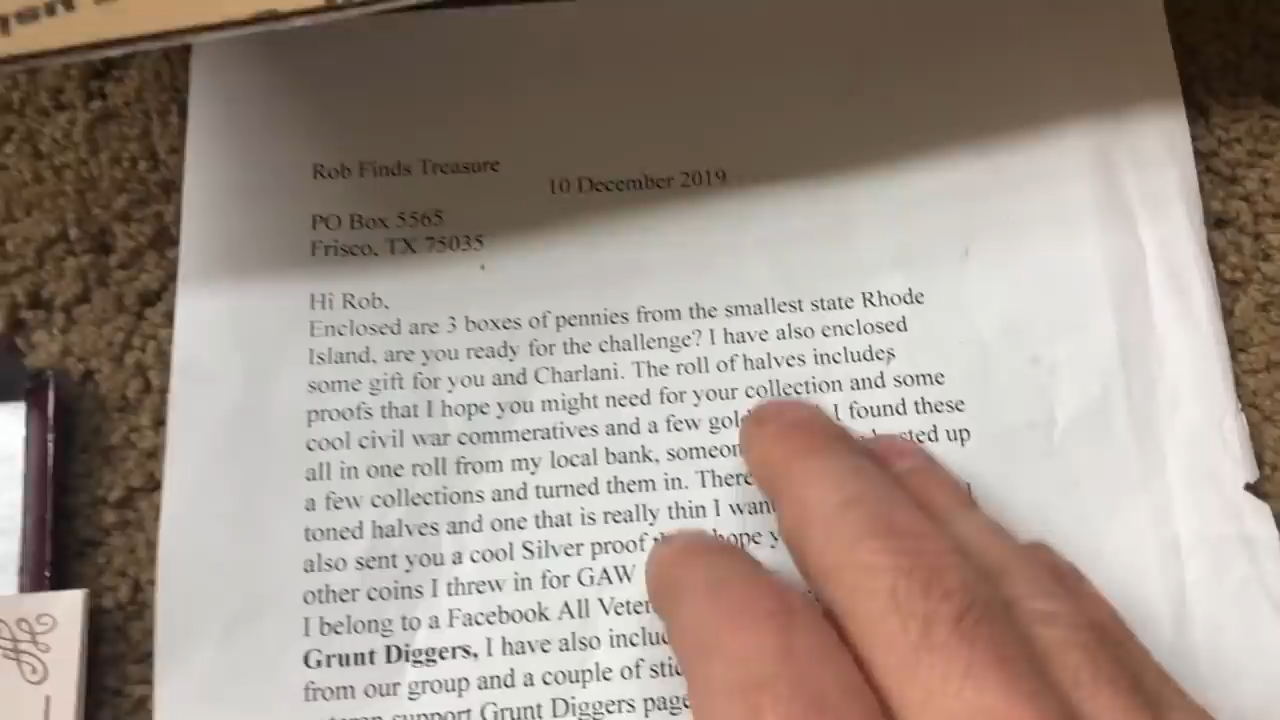 Rob Finds Treasure
10 December 2019
PO Box 5565
Frisco, TX 75035
Hi Rob,
Enclosed are 3 boxes of pennies from the smallest state Rhode
Island, are you ready for the challenge? I have also enclosed
some gift for you and Charlani. The roll of halves includes
proofs that I hope you might need for your collection and some
cool civil war commeratives and a few gol I found these
all in one roll from my local bank, someon sted up
a few collections and turned them in. There
toned halves and one that is really thin I wan
also sent you a cool Silver proof hope y
other coins I threw in for GAW
I belong to a Facebook All Veter
Grunt Diggers, I have also inclu
from our group and a couple of stic
support Grunt Diggers page